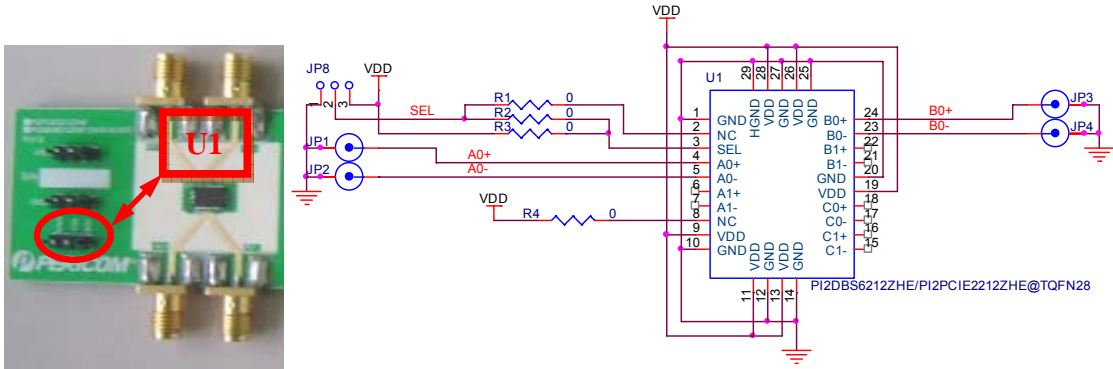 U1
PERICOM
VDD
JP8
VDD
1
2
3
SEL
R1 0
R2 0
R3 0
JP1
JP2
A0+
A0-
VDD
R4 0
U1
29 28 27 26 25
HGND VDD GND VDD GND
1 GND
2 NC
3 SEL
4 A0+
5 A0-
6 A1+
7 A1-
8 NC
9 VDD
10 GND
B0+ 24
B0- 23
B1+ 22
B1- 21
GND 20
VDD 19
C0+ 18
C0- 17
C1+ 16
C1- 15
VDD GND VDD GND
11 12 13 14
B0+
B0-
JP3
JP4
PI2DBS6212ZHE/PI2PCIE2212ZHE@TQFN28